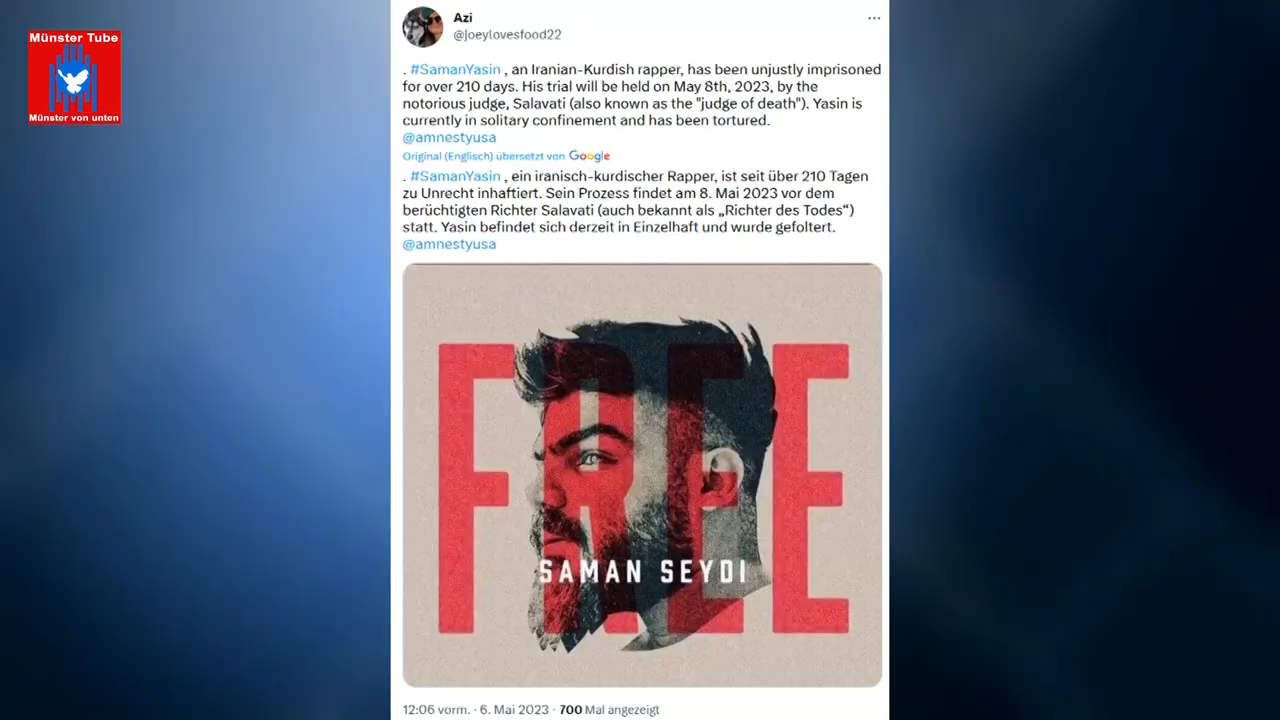 Münster Tube
Münster von unten
Azi
@joeylovesfood22
. #SamanYasin , an Iranian-Kurdish rapper, has been unjustly imprisoned
for over 210 days. His trial will be held on May 8th, 2023, by the
notorious judge, Salavati (also known as the "judge of death"). Yasin is
currently in solitary confinement and has been tortured.
@amnestyusa
Original (Englisch) übersetzt von Google
. #SamanYasin , ein iranisch-kurdischer Rapper, ist seit über 210 Tagen
zu Unrecht inhaftiert. Sein Prozess findet am 8. Mai 2023 vor dem
berüchtigten Richter Salavati (auch bekannt als „Richter des Todes“)
statt. Yasin befindet sich derzeit in Einzelhaft und wurde gefoltert.
@amnestyusa
FREE
SAMAN SEYDI
12:06 vorm. · 6. Mai 2023 · 700 Mal angezeigt